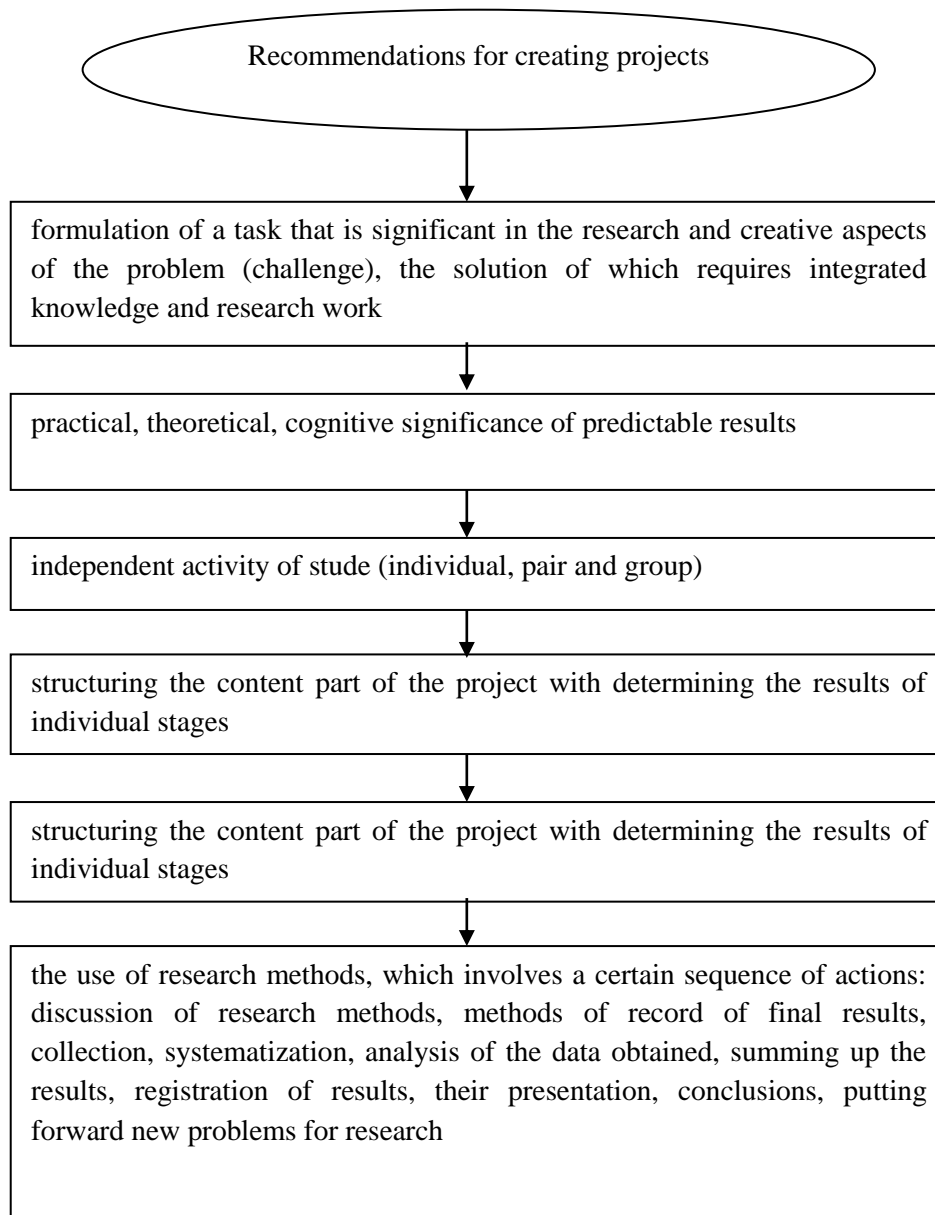 Recommendations for creating projects
formulation of a task that is significant in the research and creative aspects
of the problem (challenge), the solution of which requires integrated
knowledge and research work
practical, theoretical, cognitive significance of predictable results
independent activity of stude (individual, pair and group)
structuring the content part of the project with determining the results of
individual stages
structuring the content part of the project with determining the results of
individual stages
the use of research methods, which involves a certain sequence of actions:
discussion of research methods, methods of record of final results,
collection, systematization, analysis of the data obtained, summing up the
results, registration of results, their presentation, conclusions, putting
forward new problems for research